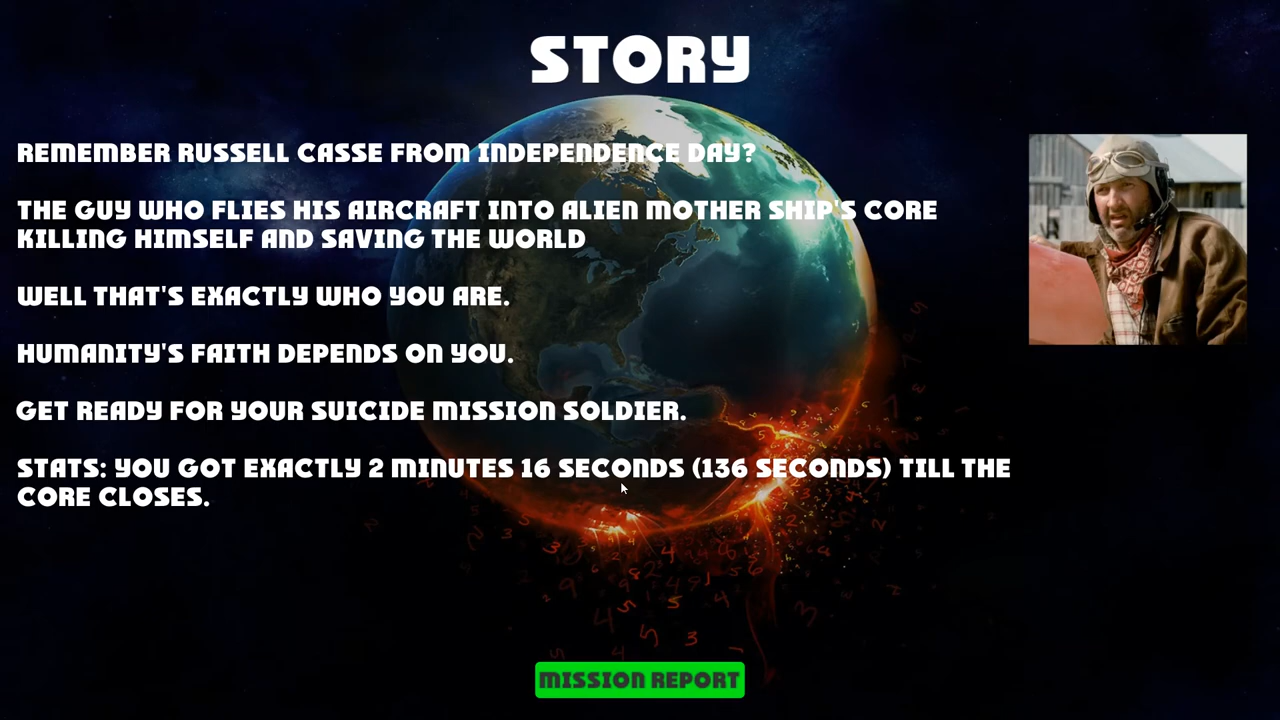 STORY
REMEMBER RUSSELL CASSE FROM INDEPENDENCE DAY?
THE GUY WHO FLIES HIS AIRCRAFT INTO ALIEN MOTHER SHIP'S CORE
KILLING HIMSELF AND SAVING THE WORLD
WELL THAT'S EXACTLY WHO YOU ARE.
HUMANITY'S FAITH DEPENDS ON YOU.
GET READY FOR YOUR SUICIDE MISSION SOLDIER.
STATS: YOU GOT EXACTLY 2 MINUTES 16 SECONDS (136 SECONDS) TILL THE
CORE CLOSES.
MISSION REPORT